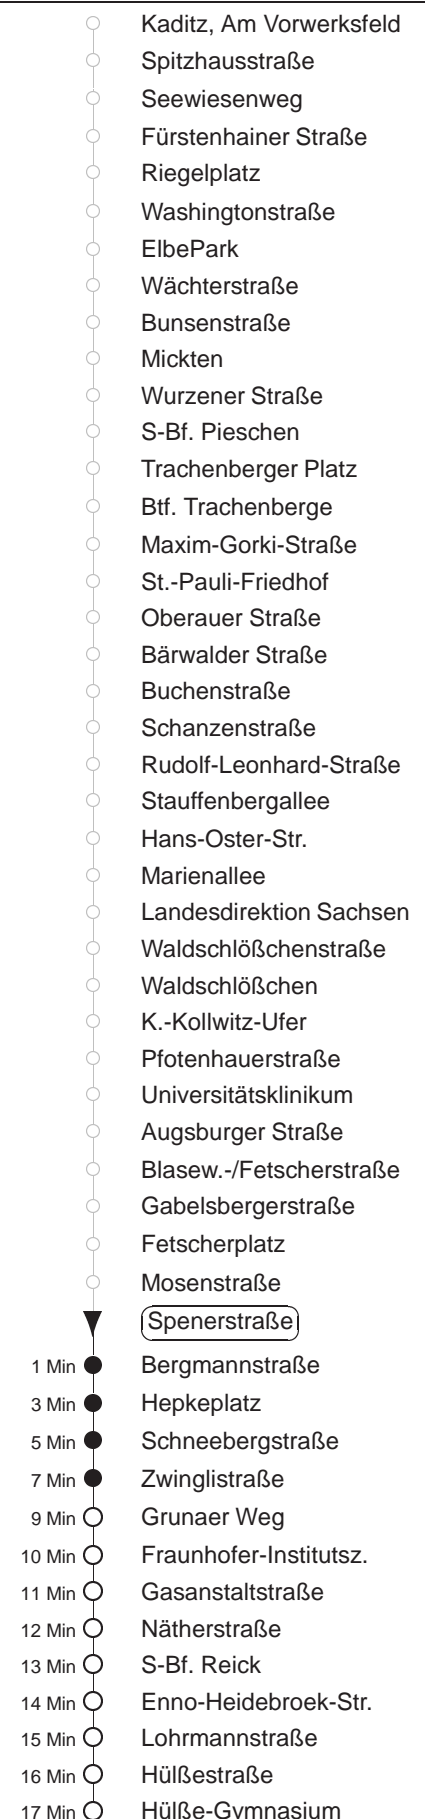 Kaditz, Am Vorwerksfeld
Spitzhausstraße
Seewiesenweg
Fürstenhainer Straße
Riegelplatz
Washingtonstraße
ElbePark
Wächterstraße
Bunsenstraße
Mickten
Wurzener Straße
S-Bf. Pieschen
Trachenberger Platz
Btf. Trachenberge
Maxim-Gorki-Straße
St.-Pauli-Friedhof
Oberauer Straße
Bärwalder Straße
Buchenstraße
Schanzenstraße
Rudolf-Leonhard-Straße
Stauffenbergallee
Hans-Oster-Str.
Marienallee
Landesdirektion Sachsen
Waldschlößchenstraße
Waldschlößchen
K.-Kollwitz-Ufer
Pfotenhauerstraße
Universitätsklinikum
Augsburger Straße
Blasew.-/Fetscherstraße
Gabelsbergerstraße
Fetscherplatz
Mosenstraße
Spenerstraße
1 Min Bergmannstraße
3 Min Hepkeplatz
5 Min Schneebergstraße
7 Min Zwinglistraße
9 Min Grunaer Weg
10 Min Fraunhofer-Institutsz.
11 Min Gasanstaltstraße
12 Min Nätherstraße
13 Min S-Bf. Reick
14 Min Enno-Heidebroek-Str.
15 Min Lohrmannstraße
16 Min Hülßestraße
17 Min Hülße-Gymnasium